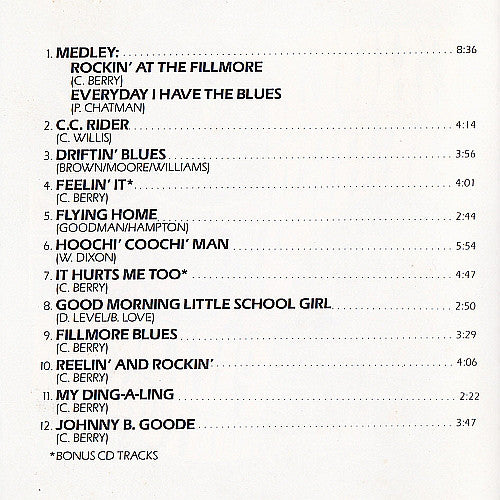 1. MEDLEY: 8:36
ROCKIN' AT THE FILLMORE
(C. BERRY)
EVERYDAY I HAVE THE BLUES
(P. CHATMAN)
2. C.C. RIDER 4:14
(C. WILLIS)
3. DRIFTIN' BLUES 3:56
(BROWN/MOORE/WILLIAMS)
4. FEELIN' IT* 4:01
(C. BERRY)
5. FLYING HOME 2:44
(GOODMAN/HAMPTON)
6. HOOCHI' COOCHI' MAN 5:54
(W. DIXON)
7. IT HURTS ME TOO* 4:47
(C. BERRY)
8. GOOD MORNING LITTLE SCHOOL GIRL 2:50
(D. LEVEL/B. LOVE)
9. FILLMORE BLUES 3:29
(C. BERRY)
10. REELIN' AND ROCKIN' 4:06
(C. BERRY)
11. MY DING-A-LING 2:22
(C. BERRY)
12. JOHNNY B. GOODE 3:47
(C. BERRY)
*BONUS CD TRACKS